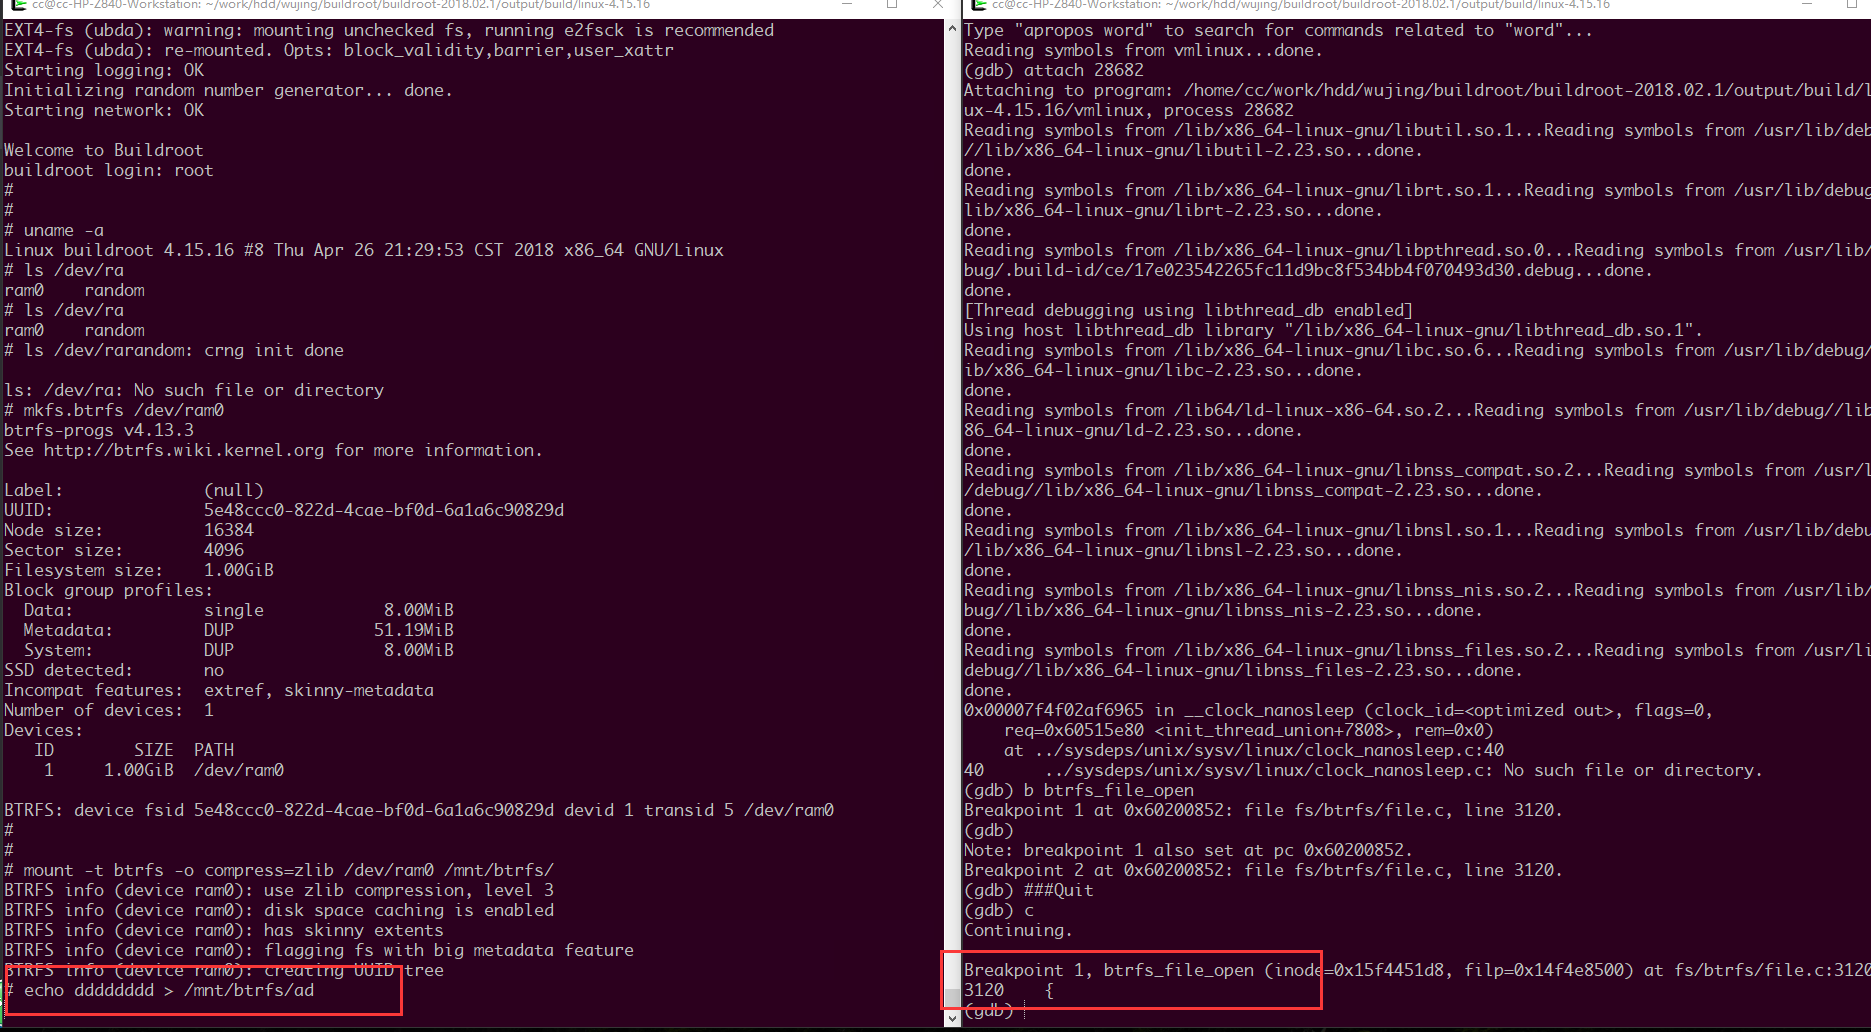 cc@cc-HP-Z840-Workstation: ~/work/hdd/wujing/buildroot/buildroot-2018.02.1/output/build/linux-4.15.16
EXT4-fs (ubda): warning: mounting unchecked fs, running e2fsck is recommended
EXT4-fs (ubda): re-mounted. Opts: block_validity,barrier,user_xattr
Starting logging: OK
Initializing random number generator... done.
Starting network: OK
Welcome to Buildroot
buildroot login: root
#
#
# uname -a
Linux buildroot 4.15.16 #8 Thu Apr 26 21:29:53 CST 2018 x86_64 GNU/Linux
# ls /dev/ra
ram0    random
# ls /dev/ra
ram0    random
# ls /dev/rarandom: crng init done
ls: /dev/ra: No such file or directory
# mkfs.btrfs /dev/ram0
btrfs-progs v4.13.3
See http://btrfs.wiki.kernel.org for more information.
Label:              (null)
UUID:               5e48ccc0-822d-4cae-bf0d-6a1a6c90829d
Node size:          16384
Sector size:        4096
Filesystem size:    1.00GiB
Block group profiles:
  Data:             single            8.00MiB
  Metadata:         DUP              51.19MiB
  System:           DUP               8.00MiB
SSD detected:       no
Incompat features:  extref, skinny-metadata
Number of devices:  1
Devices:
   ID        SIZE  PATH
    1     1.00GiB  /dev/ram0
BTRFS: device fsid 5e48ccc0-822d-4cae-bf0d-6a1a6c90829d devid 1 transid 5 /dev/ram0
#
#
# mount -t btrfs -o compress=zlib /dev/ram0 /mnt/btrfs/
BTRFS info (device ram0): use zlib compression, level 3
BTRFS info (device ram0): disk space caching is enabled
BTRFS info (device ram0): has skinny extents
BTRFS info (device ram0): flagging fs with big metadata feature
BTRFS info (device ram0): creating UUID tree
# echo dddddddd > /mnt/btrfs/ad
cc@cc-HP-Z840-Workstation: ~/work/hdd/wujing/buildroot/buildroot-2018.02.1/output/build/linux-4.15.16
Type "apropos word" to search for commands related to "word"...
Reading symbols from vmlinux...done.
(gdb) attach 28682
Attaching to program: /home/cc/work/hdd/wujing/buildroot/buildroot-2018.02.1/output/build/l
ux-4.15.16/vmlinux, process 28682
Reading symbols from /lib/x86_64-linux-gnu/libutil.so.1...Reading symbols from /usr/lib/deb
//lib/x86_64-linux-gnu/libutil-2.23.so...done.
done.
Reading symbols from /lib/x86_64-linux-gnu/librt.so.1...Reading symbols from /usr/lib/debug
lib/x86_64-linux-gnu/librt-2.23.so...done.
done.
Reading symbols from /lib/x86_64-linux-gnu/libpthread.so.0...Reading symbols from /usr/lib/
bug/.build-id/ce/17e023542265fc11d9bc8f534bb4f070493d30.debug...done.
done.
[Thread debugging using libthread_db enabled]
Using host libthread_db library "/lib/x86_64-linux-gnu/libthread_db.so.1".
Reading symbols from /lib/x86_64-linux-gnu/libc.so.6...Reading symbols from /usr/lib/debug/
ib/x86_64-linux-gnu/libc-2.23.so...done.
done.
Reading symbols from /lib64/ld-linux-x86-64.so.2...Reading symbols from /usr/lib/debug//lib
86_64-linux-gnu/ld-2.23.so...done.
done.
Reading symbols from /lib/x86_64-linux-gnu/libnss_compat.so.2...Reading symbols from /usr/l
/debug//lib/x86_64-linux-gnu/libnss_compat-2.23.so...done.
done.
Reading symbols from /lib/x86_64-linux-gnu/libnsl.so.1...Reading symbols from /usr/lib/debu
/lib/x86_64-linux-gnu/libnsl-2.23.so...done.
done.
Reading symbols from /lib/x86_64-linux-gnu/libnss_nis.so.2...Reading symbols from /usr/lib/
bug//lib/x86_64-linux-gnu/libnss_nis-2.23.so...done.
done.
Reading symbols from /lib/x86_64-linux-gnu/libnss_files.so.2...Reading symbols from /usr/li
debug//lib/x86_64-linux-gnu/libnss_files-2.23.so...done.
done.
0x00007f4f02af6965 in __clock_nanosleep (clock_id=<optimized out>, flags=0,
    req=0x60515e80 <init_thread_union+7808>, rem=0x0)
    at ../sysdeps/unix/sysv/linux/clock_nanosleep.c:40
40      ../sysdeps/unix/sysv/linux/clock_nanosleep.c: No such file or directory.
(gdb) b btrfs_file_open
Breakpoint 1 at 0x60200852: file fs/btrfs/file.c, line 3120.
(gdb)
Note: breakpoint 1 also set at pc 0x60200852.
Breakpoint 2 at 0x60200852: file fs/btrfs/file.c, line 3120.
(gdb) ###Quit
(gdb) c
Continuing.
Breakpoint 1, btrfs_file_open (inode=0x15f4451d8, filp=0x14f4e8500) at fs/btrfs/file.c:3120
3120    {
(gdb)